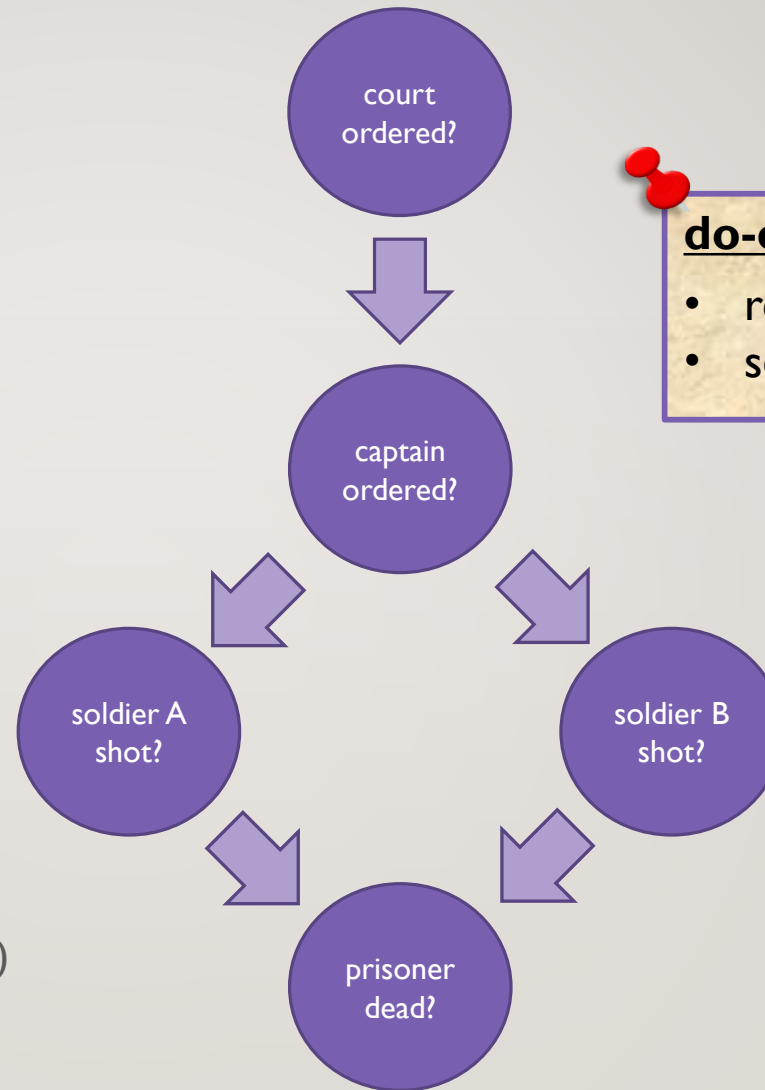 court
ordered?
captain
ordered?
soldier A
shot?
soldier B
shot?
prisoner
dead?
)